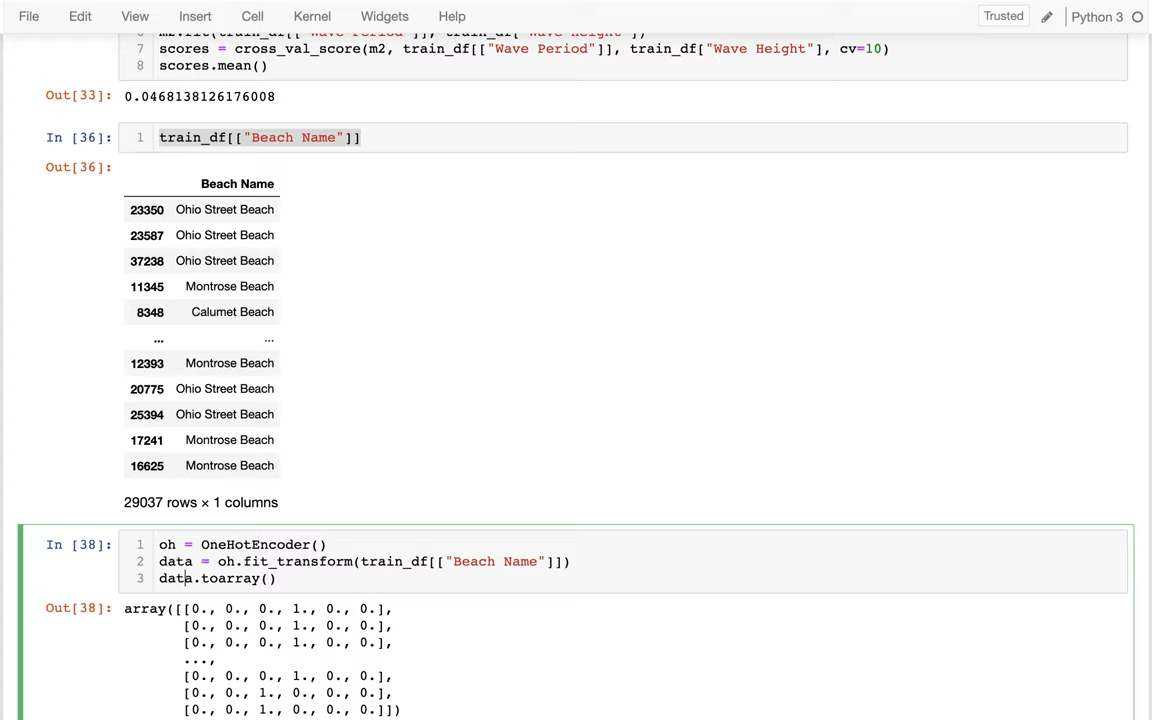 File Edit View Insert Cell Kernel Widgets Help Trusted Python 3
7 scores = cross_val_score(m2, train_df[["Wave Period"]], train_df["Wave Height"], cv=10)
8 scores.mean()
Out[33]: 0.0468138126176008
In [36]: 1 train_df[["Beach Name"]]
Out[36]:
Beach Name
23350 Ohio Street Beach
23587 Ohio Street Beach
37238 Ohio Street Beach
11345 Montrose Beach
8348 Calumet Beach
... ...
12393 Montrose Beach
20775 Ohio Street Beach
25394 Ohio Street Beach
17241 Montrose Beach
16625 Montrose Beach
29037 rows × 1 columns
In [38]: 1 oh = OneHotEncoder()
2 data = oh.fit_transform(train_df[["Beach Name"]])
3 data.toarray()
Out[38]: array([[0., 0., 0., 1., 0., 0.],
[0., 0., 0., 1., 0., 0.],
[0., 0., 0., 1., 0., 0.],
...,
[0., 0., 0., 1., 0., 0.],
[0., 0., 1., 0., 0., 0.],
[0., 0., 1., 0., 0., 0.]])